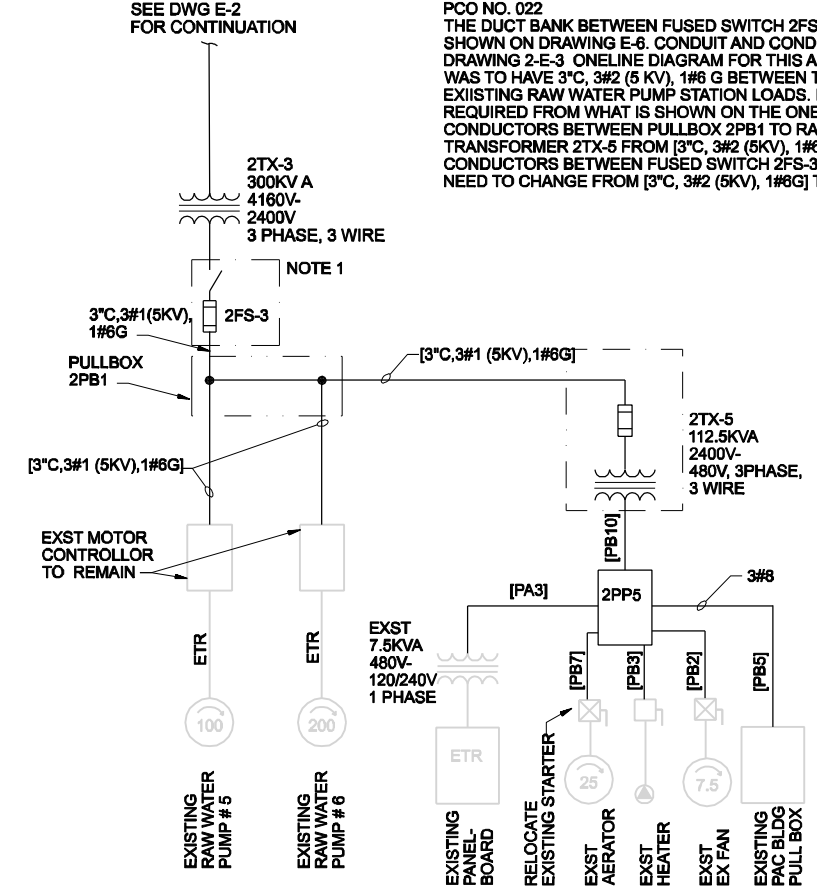 SEE DWG E-2
FOR CONTINUATION
PCO NO. 022
THE DUCT BANK BETWEEN FUSED SWITCH 2FS
SHOWN ON DRAWING E-6. CONDUIT AND COND
DRAWING 2-E-3 ONELINE DIAGRAM FOR THIS A
WAS TO HAVE 3"C, 3#2 (5 KV), 1#6 G BETWEEN T
EXIISTING RAW WATER PUMP STATION LOADS.
REQUIRED FROM WHAT IS SHOWN ON THE ONE
CONDUCTORS BETWEEN PULLBOX 2PB1 TO RA
TRANSFORMER 2TX-5 FROM [3"C, 3#2 (5KV), 1#6
CONDUCTORS BETWEEN FUSED SWITCH 2FS-3
NEED TO CHANGE FROM [3"C, 3#2 (5KV), 1#6G] T
2TX-3
300KV A
4160V-
2400V
3 PHASE, 3 WIRE
NOTE 1
3"C,3#1(5KV),
1#6G
2FS-3
PULLBOX
2PB1
[3"C,3#1 (5KV),1#6G]
2TX-5
112.5KVA
2400V-
480V, 3PHASE,
3 WIRE
[3"C,3#1 (5KV),1#6G]
EXST MOTOR
CONTROLLOR
TO REMAIN
[PB10]
[PA3]
2PP5
3#8
ETR
ETR
EXST
7.5KVA
480V-
120/240V
1 PHASE
[PB7]
[PB3]
[PB2]
[PB5]
100
200
ETR
25
7.5
EXISTING
RAW WATER
PUMP # 5
EXISTING
RAW WATER
PUMP # 6
EXISTING
PANEL-
BOARD
RELOCATE
EXISTING STARTER
EXST
AERATOR
EXST
HEATER
EXST
EX FAN
EXISTING
PAC BLDG
PULL BOX